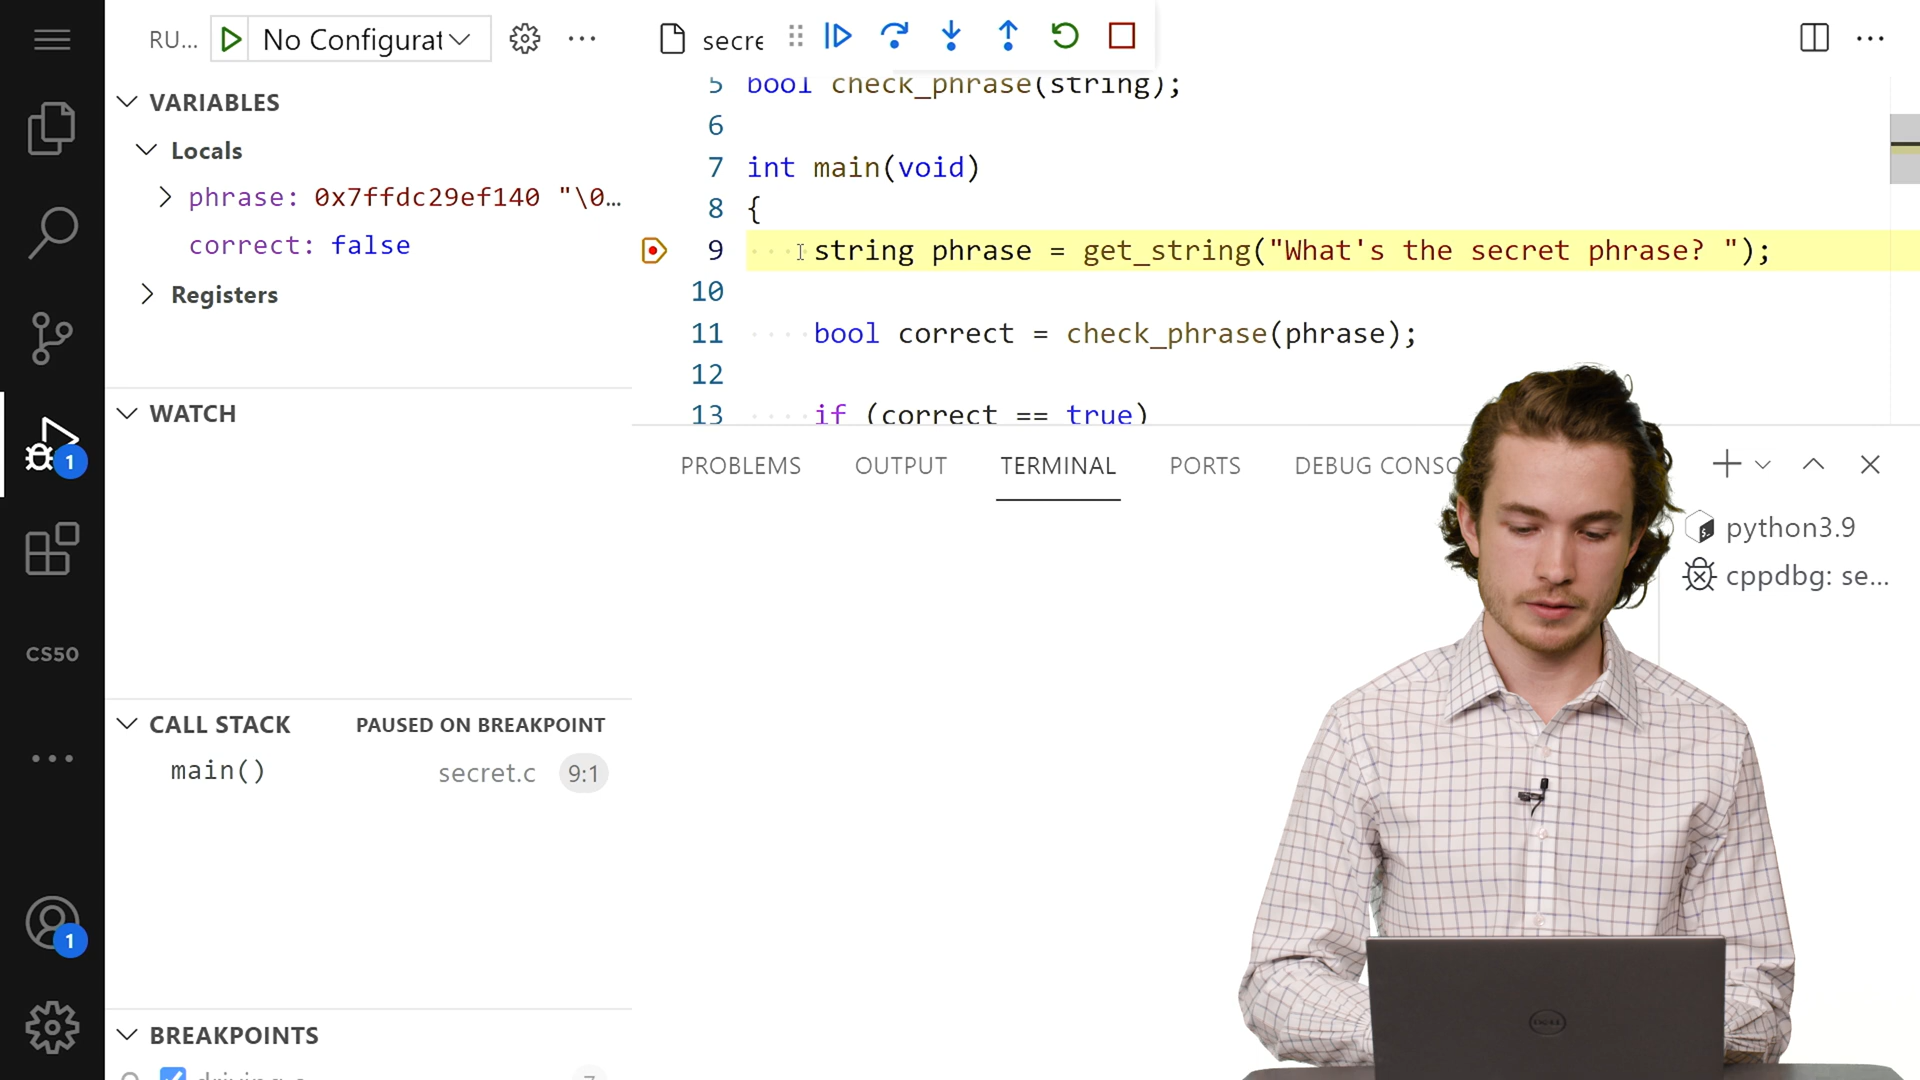 RU...
No Configurat
secre
VARIABLES
Locals
phrase: 0x7ffdc29ef140 "\0...
correct: false
Registers
WATCH
CALL STACK
PAUSED ON BREAKPOINT
main()
secret.c
9:1
BREAKPOINTS
1
CS50
1
5 bool check_phrase(string);
6
7 int main(void)
8 {
9 string phrase = get_string("What's the secret phrase? ");
10
11 bool correct = check_phrase(phrase);
12
13 if (correct == true)
PROBLEMS
OUTPUT
TERMINAL
PORTS
DEBUG CONSO
python3.9
cppdbg: se...
DELL